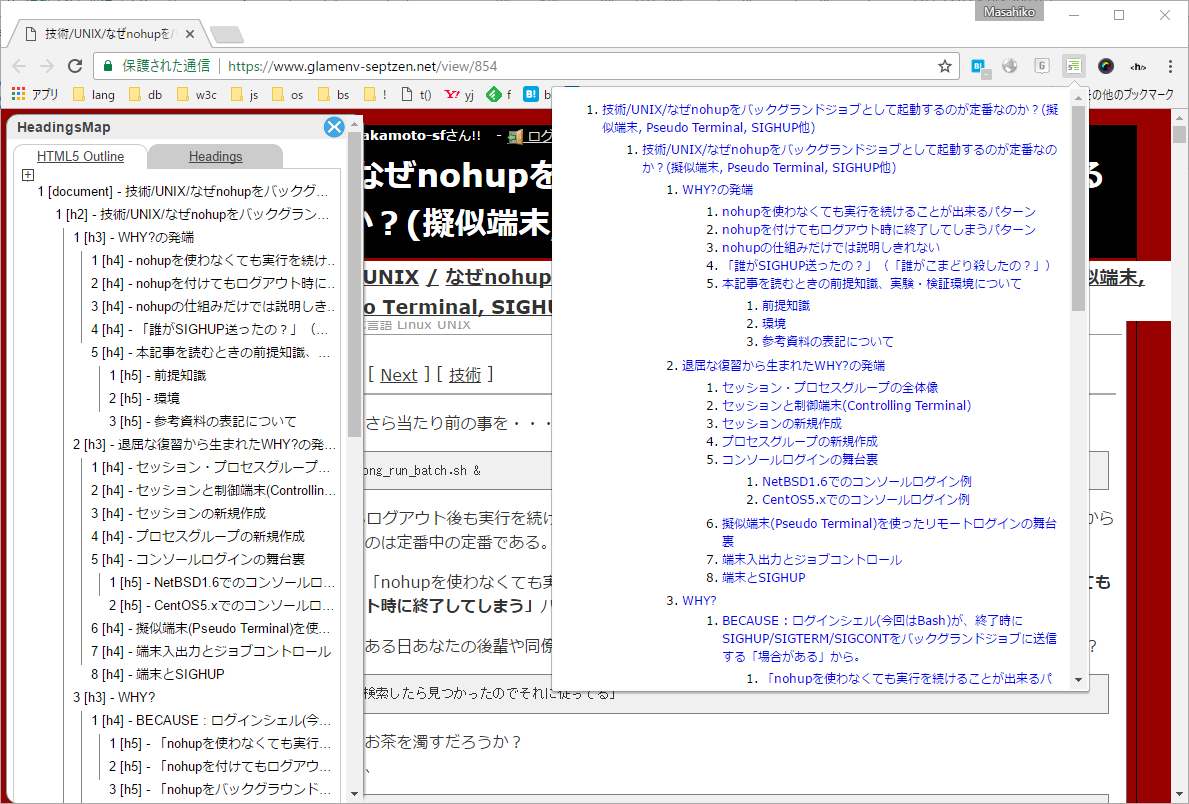 Masahiko
技術/UNIX/なぜnohupを
保護された通信
https://www.glamenv-septzen.net/view/854
アプリ
lang
db
w3c
js
os
bs
!
t()
yj
f
の他のブックマーク
HeadingsMap
HTML5 Outline
Headings
1 [document] - 技術/UNIX/なぜnohupをバックグ...
1 [h2] - 技術/UNIX/なぜnohupをバックグラン...
1 [h3] - WHY?の発端
1 [h4] - nohupを使わなくても実行を続け...
2 [h4] - nohupを付けてもログアウト時に...
3 [h4] - nohupの仕組みだけでは説明しき...
4 [h4] - 「誰がSIGHUP送ったの？」（...
5 [h4] - 本記事を読むときの前提知識、...
1 [h5] - 前提知識
2 [h5] - 環境
3 [h5] - 参考資料の表記について
2 [h3] - 退屈な復習から生まれたWHY?の発...
1 [h4] - セッション・プロセスグループ...
2 [h4] - セッションと制御端末(Controllin...
3 [h4] - セッションの新規作成
4 [h4] - プロセスグループの新規作成
5 [h4] - コンソールログインの舞台裏
1 [h5] - NetBSD1.6でのコンソールロ...
2 [h5] - CentOS5.xでのコンソールロ...
6 [h4] - 擬似端末(Pseudo Terminal)を使...
7 [h4] - 端末入出力とジョブコントロール
8 [h4] - 端末とSIGHUP
3 [h3] - WHY?
1 [h4] - BECAUSE : ログインシェル(今...
1 [h5] - 「nohupを使わなくても実行...
2 [h5] - 「nohupを付けてもログアウ...
3 [h5] - 「nohupをバックグラウンド...
akamoto-sfさん!! - ログ
なぜnohupを
か？(擬似端末,
る
UNIX / なぜnohup
似端末,
o Terminal, SIGHU
言語 Linux UNIX
[ Next ] [ 技術 ]
さら当たり前の事を・・・
ong_run_batch.sh &
ログアウト後も実行を続け
から
のは定番中の定番である。
「nohupを使わなくても実
ても
ト時に終了してしまう」パ
ある日あなたの後輩や同僚
？
検索したら見つかったのでそれに従ってる」
お茶を濁すだろうか？
、
1. 技術/UNIX/なぜnohupをバックグランドジョブとして起動するのが定番なのか？(擬
似端末, Pseudo Terminal, SIGHUP他)
1. 技術/UNIX/なぜnohupをバックグランドジョブとして起動するのが定番なの
か？(擬似端末, Pseudo Terminal, SIGHUP他)
1. WHY?の発端
1. nohupを使わなくても実行を続けることが出来るパターン
2. nohupを付けてもログアウト時に終了してしまうパターン
3. nohupの仕組みだけでは説明しきれない
4. 「誰がSIGHUP送ったの？」（「誰がこまどり殺したの？」）
5. 本記事を読むときの前提知識、実験・検証環境について
1. 前提知識
2. 環境
3. 参考資料の表記について
2. 退屈な復習から生まれたWHY?の発端
1. セッション・プロセスグループの全体像
2. セッションと制御端末(Controlling Terminal)
3. セッションの新規作成
4. プロセスグループの新規作成
5. コンソールログインの舞台裏
1. NetBSD1.6でのコンソールログイン例
2. CentOS5.xでのコンソールログイン例
6. 擬似端末(Pseudo Terminal)を使ったリモートログインの舞台
裏
7. 端末入出力とジョブコントロール
8. 端末とSIGHUP
3. WHY?
1. BECAUSE : ログインシェル(今回はBash)が、終了時に
SIGHUP/SIGTERM/SIGCONTをバックグランドジョブに送信
する「場合がある」から。
1. 「nohupを使わなくても実行を続けることが出来るパ